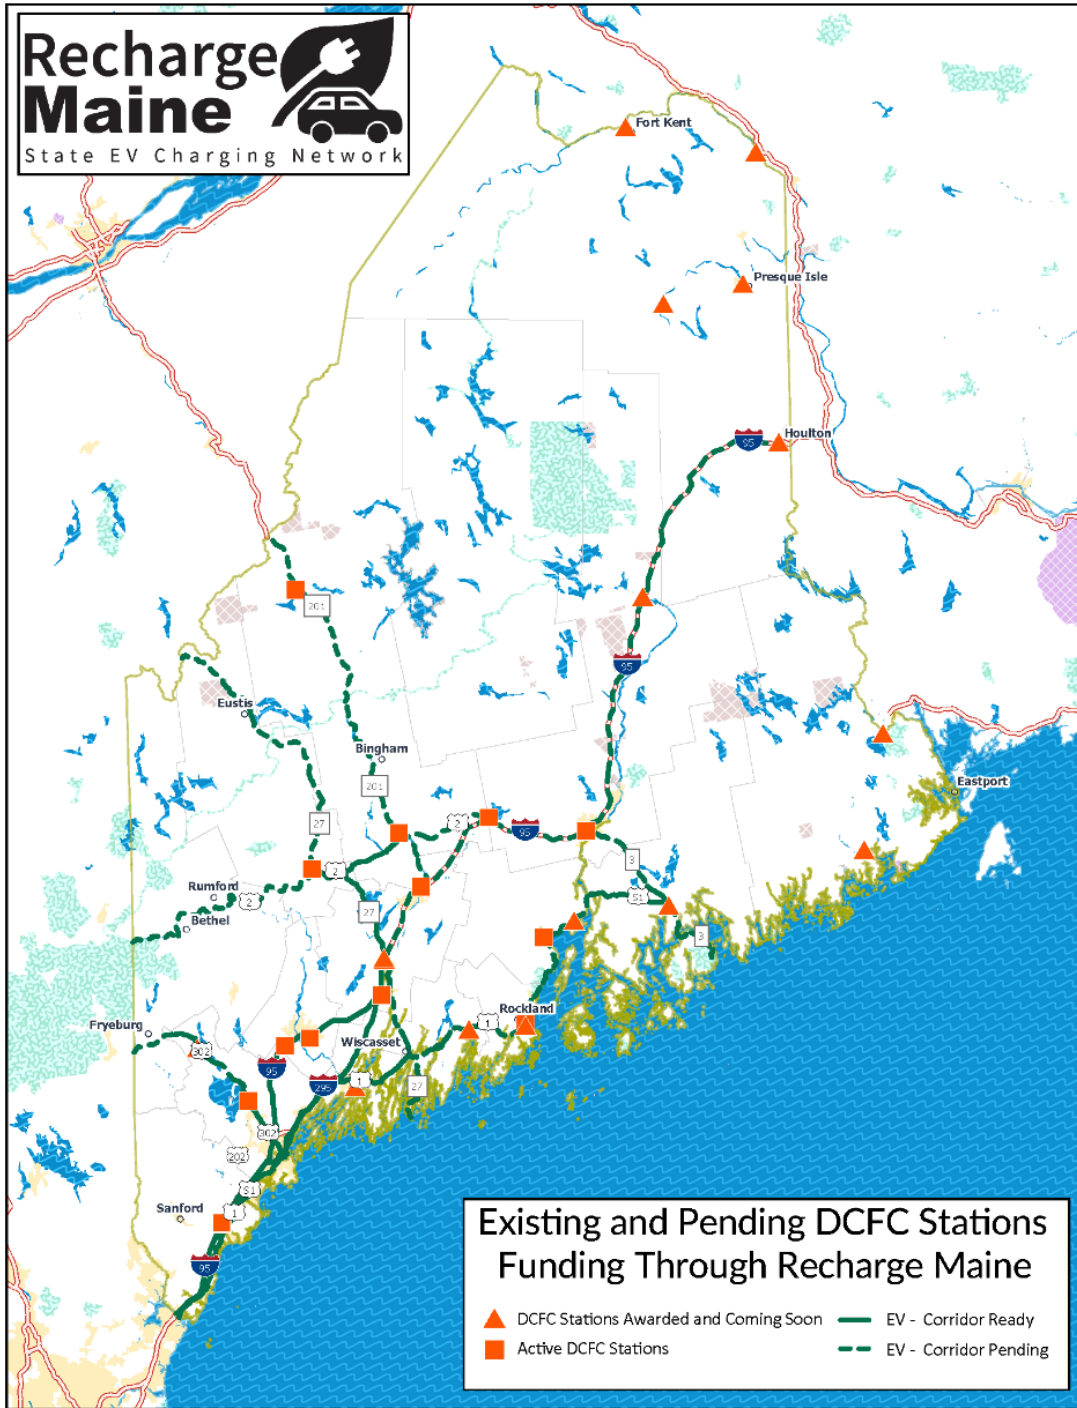 Recharge
Maine
State EV Charging Network
Fort Kent
Presque Isle
95
Houlton
201
95
Eustis
Bingham
201
Eastport
27
2
95
3
2
Rumford
2
S1
27
Bethel
3
Rockland
1
Fryeburg
302
Wiscasset
95
295
1
27
302
202
S1
Sanford
1
95
Existing and Pending DCFC Stations
Funding Through Recharge Maine
DCFC Stations Awarded and Coming Soon
EV - Corridor Ready
Active DCFC Stations
EV - Corridor Pending